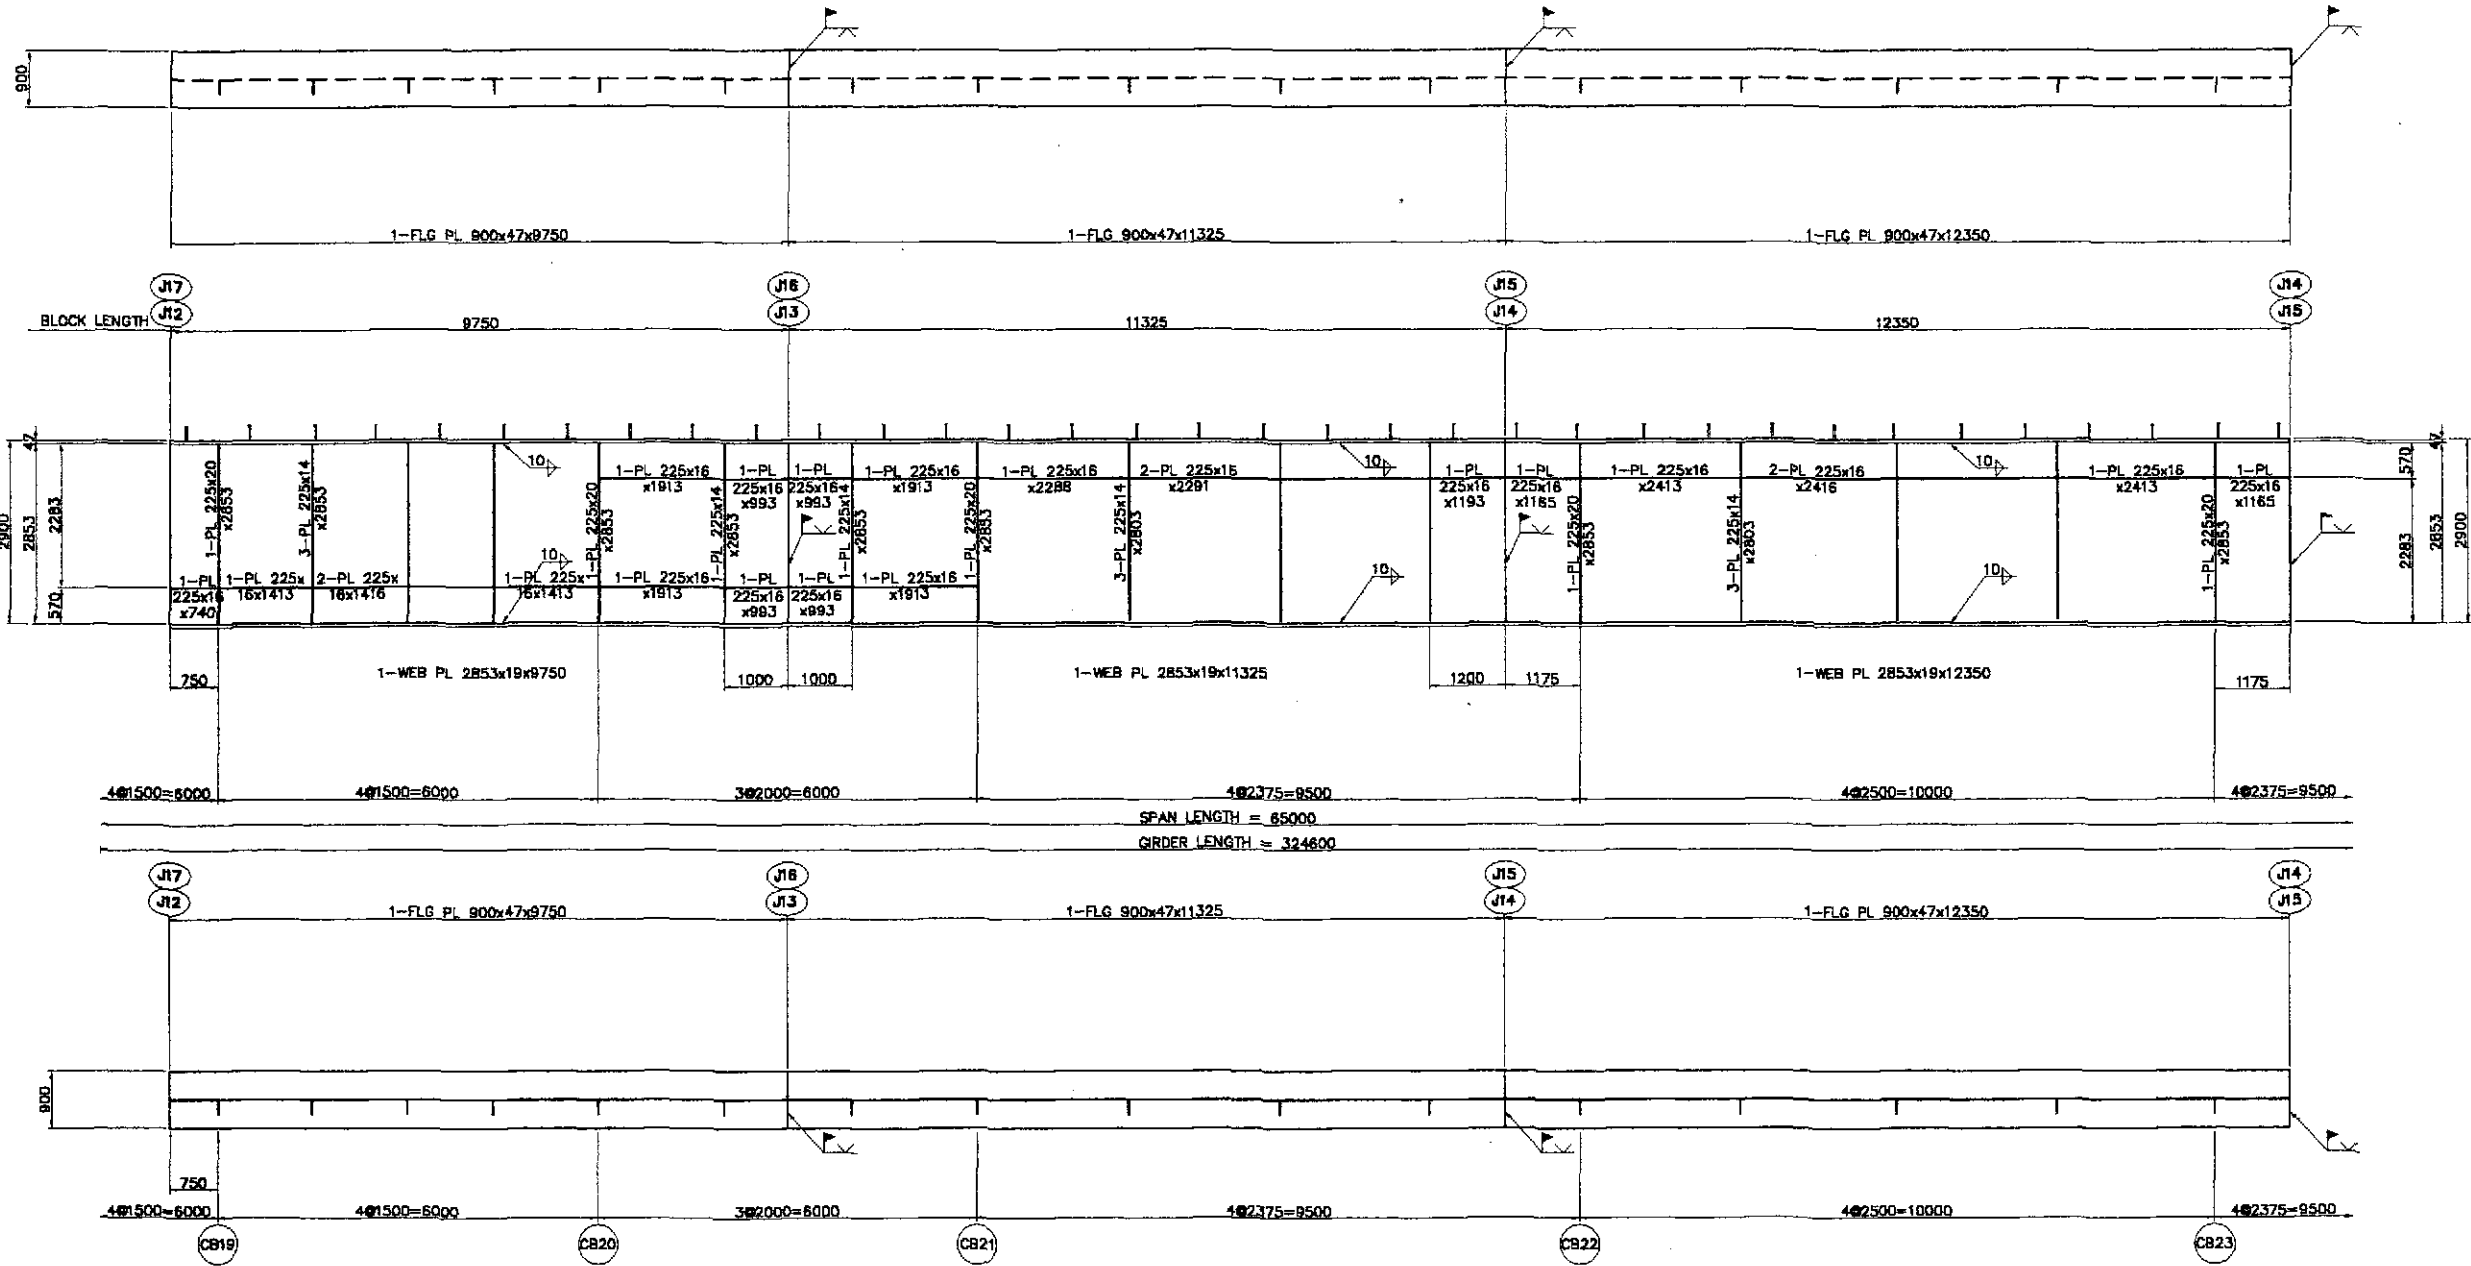 900
1-FLG PL 900x47x9750
1-FLG 900x47x11325
1-FLG PL 900x47x12350
J17
J16
J15
J14
BLOCK LENGTH
J12
J13
J14
J15
9750
11325
12350
47
2900
2853
2283
570
1-PL 225x20
x2853
3-PL 225x14
x2853
10
10
1-PL 225x20
x2853
1-PL 225x16
x1913
1-PL
225x16
x993
1-PL
225x16
x993
1-PL 225x16
x1913
1-PL 225x16
x2288
2-PL 225x16
x2291
10
1-PL
225x16
x1193
1-PL
225x16
x1165
1-PL 225x16
x2413
2-PL 225x16
x2416
10
1-PL 225x16
x2413
1-PL
225x16
x1165
1-PL 225x14
x2853
1-PL 225x14
x2853
1-PL 225x20
x2853
3-PL 225x14
x2803
1-PL 225x20
x2853
3-PL 225x14
x2803
1-PL 225x20
x2853
1-PL
225x16
x740
1-PL 225x
16x1413
2-PL 225x
16x1416
1-PL 225x
16x1413
1-PL 225x16
x1913
1-PL
225x16
x993
1-PL
225x16
x993
1-PL 225x16
x1913
10
10
47
570
2283
2853
2900
750
1-WEB PL 2853x19x9750
1000
1000
1-WEB PL 2853x19x11325
1200
1175
1-WEB PL 2853x19x12350
1175
4@1500=6000
4@1500=6000
3@2000=6000
4@2375=9500
4@2500=10000
4@2375=9500
SPAN LENGTH = 65000
GIRDER LENGTH = 324600
J17
J16
J15
J14
J12
J13
J14
J15
1-FLG PL 900x47x9750
1-FLG 900x47x11325
1-FLG PL 900x47x12350
900
750
4@1500=6000
4@1500=6000
3@2000=6000
4@2375=9500
4@2500=10000
4@2375=9500
CB19
CB20
CB21
CB22
CB23